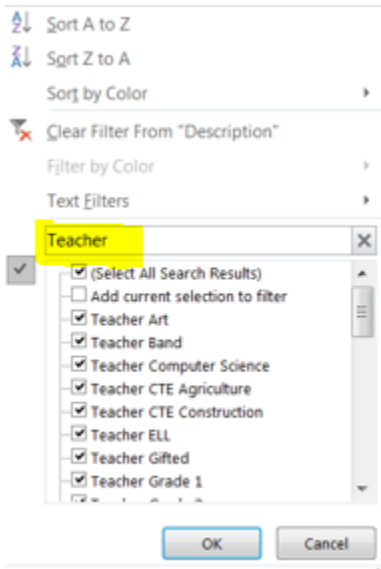 Sort A to Z
Sort Z to A
Sort by Color
Clear Filter From "Description"
Filter by Color
Text Filters
Teacher
(Select All Search Results)
Add current selection to filter
Teacher Art
Teacher Band
Teacher Computer Science
Teacher CTE Agriculture
Teacher CTE Construction
Teacher ELL
Teacher Gifted
Teacher Grade 1
OK Cancel